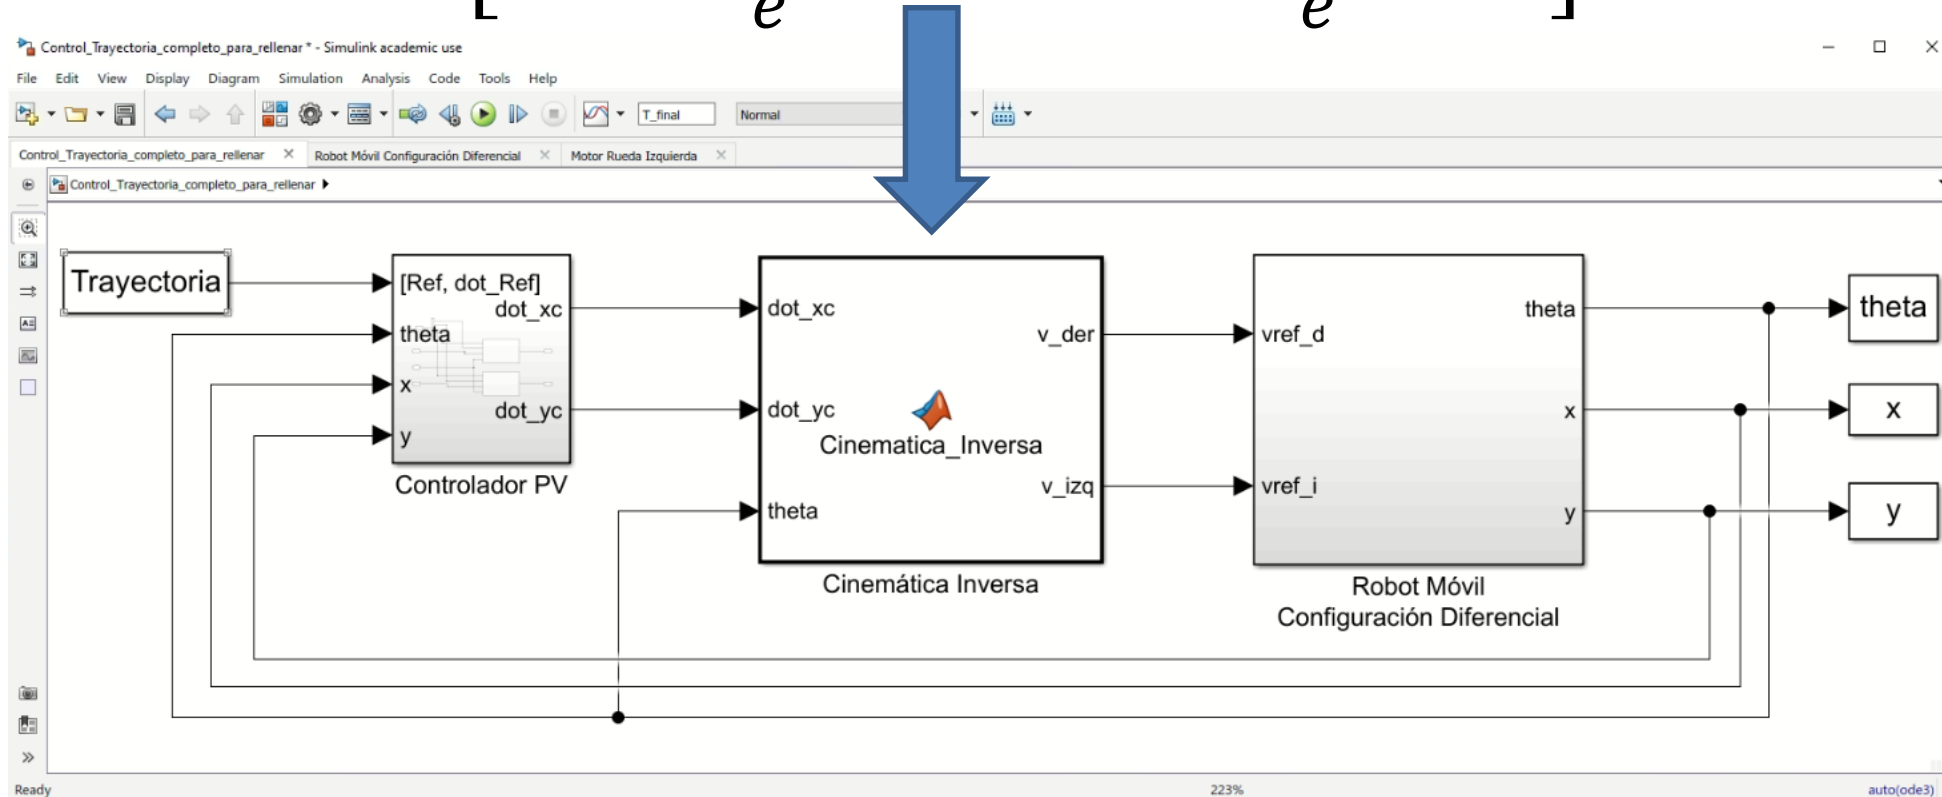 [ e e ]
Control_Trayectoria_completo_para_rellenar * - Simulink academic use
File Edit View Display Diagram Simulation Analysis Code Tools Help
T_final Normal
Control_Trayectoria_completo_para_rellenar Robot Móvil Configuración Diferencial Motor Rueda Izquierda
Control_Trayectoria_completo_para_rellenar
Trayectoria
[Ref, dot_Ref]
dot_xc
theta
x
dot_yc
y
Controlador PV
dot_xc
v_der
dot_yc
Cinematica_Inversa
v_izq
theta
Cinemática Inversa
theta
vref_d
x
vref_i
y
Robot Móvil
Configuración Diferencial
theta
x
y
Ready 223% auto(ode3)